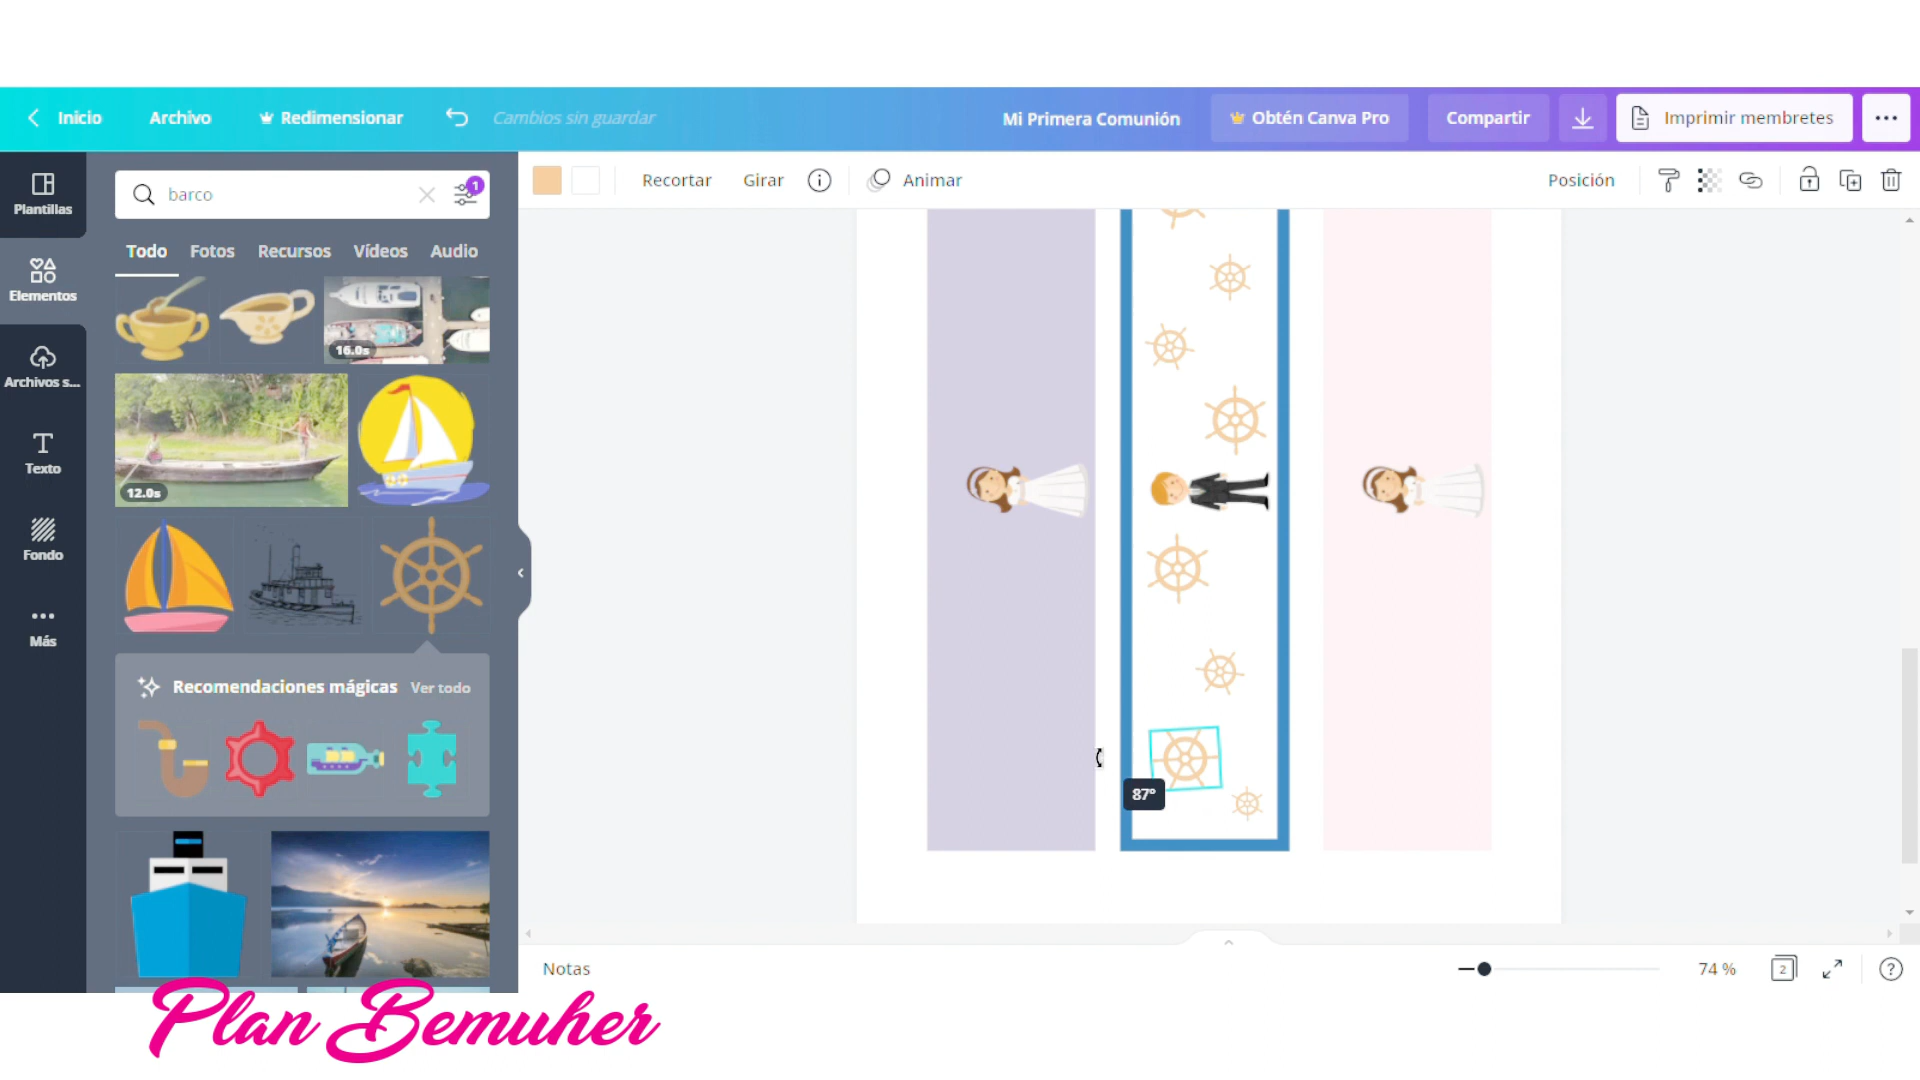 Inicio
Archivo
Redimensionar
Cambios sin guardar
Mi Primera Comunión
Obtén Canva Pro
Compartir
Imprimir membretes
Plantillas
Elementos
Archivos s...
Texto
Fondo
Más
barco
1
Todo
Fotos
Recursos
Vídeos
Audio
16.0s
12.0s
Recomendaciones mágicas
Ver todo
Recortar
Girar
Animar
Posición
87°
Notas
74 %
2
Plan Bemuher